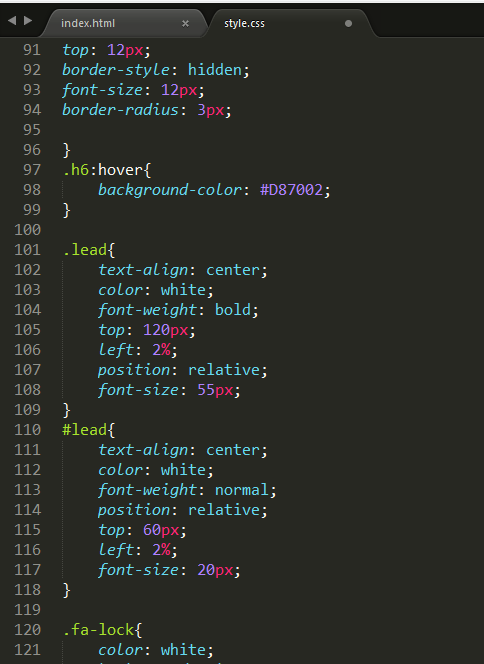 index.html × style.css
91 top: 12px;
92 border-style: hidden;
93 font-size: 12px;
94 border-radius: 3px;
95
96 }
97 .h6:hover{
98 background-color: #D87002;
99 }
100
101 .lead{
102 text-align: center;
103 color: white;
104 font-weight: bold;
105 top: 120px;
106 left: 2%;
107 position: relative;
108 font-size: 55px;
109 }
110 #lead{
111 text-align: center;
112 color: white;
113 font-weight: normal;
114 position: relative;
115 top: 60px;
116 left: 2%;
117 font-size: 20px;
118 }
119
120 .fa-lock{
121 color: white;